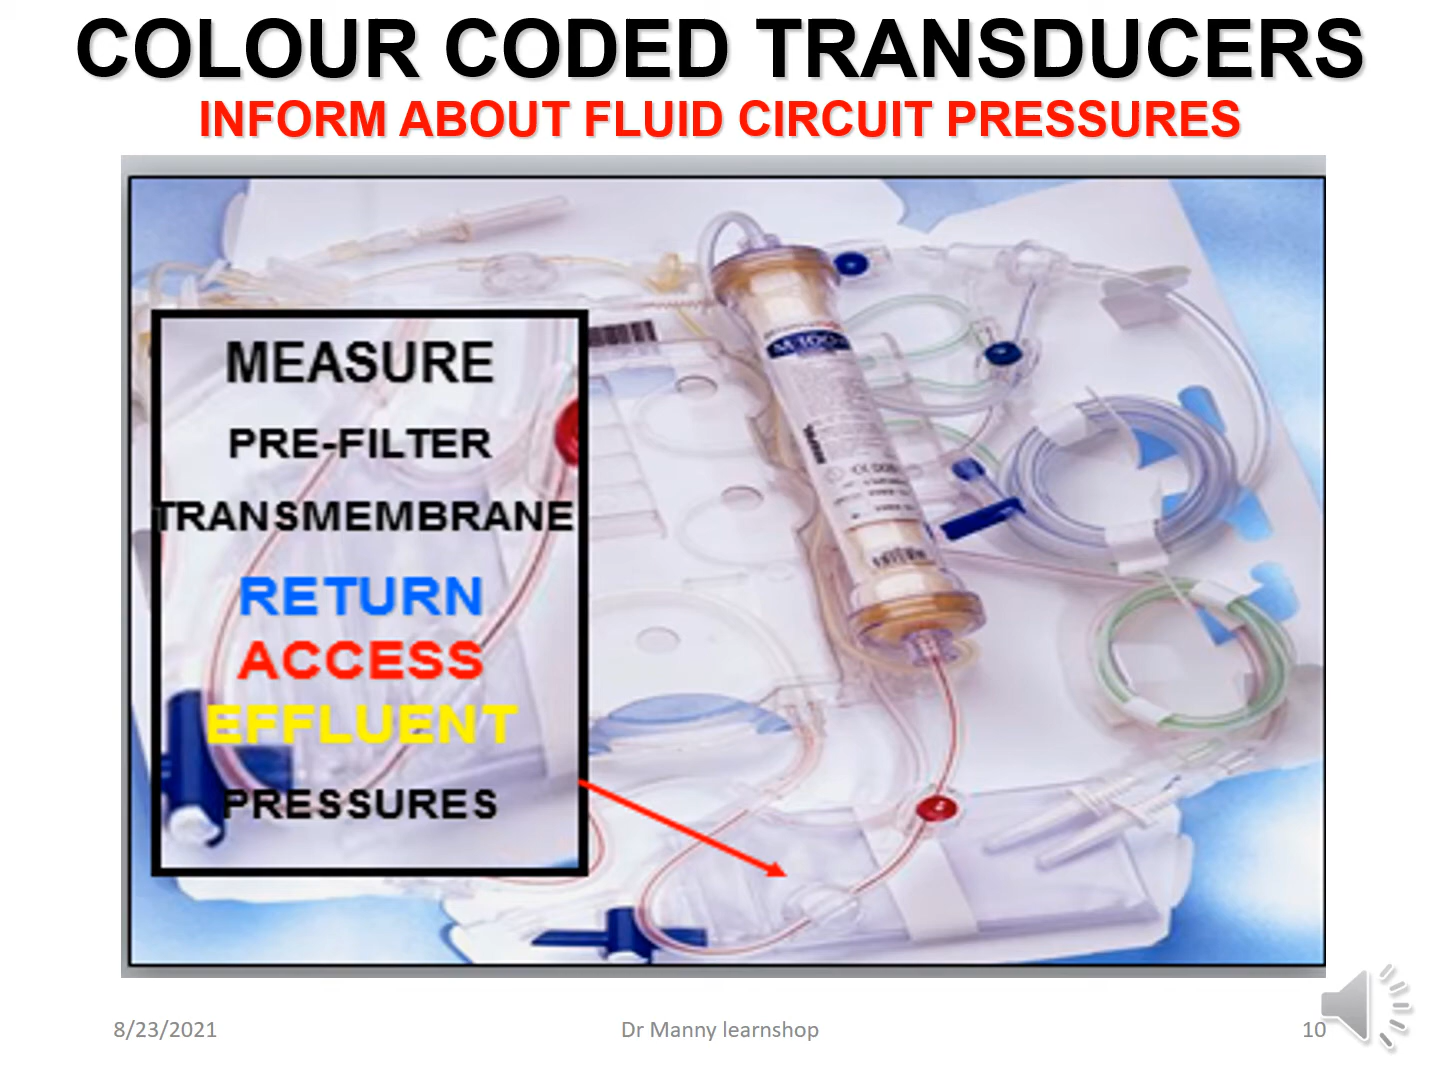 COLOUR CODED TRANSDUCERS
INFORM ABOUT FLUID CIRCUIT PRESSURES
MEASURE
PRE-FILTER
TRANSMEMBRANE
RETURN
ACCESS
EFFLUENT
PRESSURES
8/23/2021
Dr Manny learnshop
10